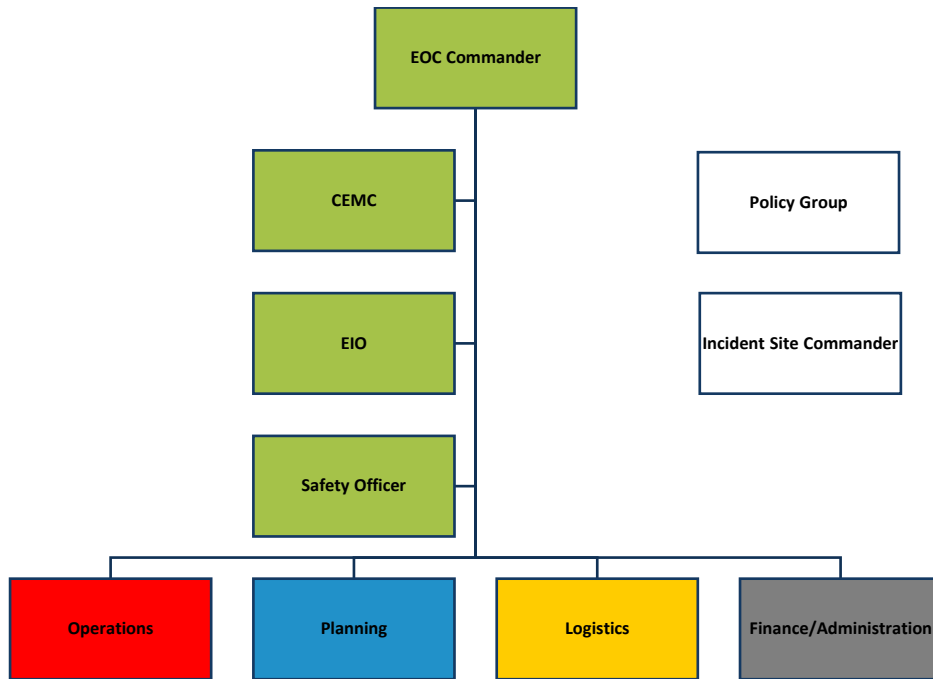 EOC Commander
CEMC
Policy Group
EIO
Incident Site Commander
Safety Officer
Operations
Planning
Logistics
Finance/Administration